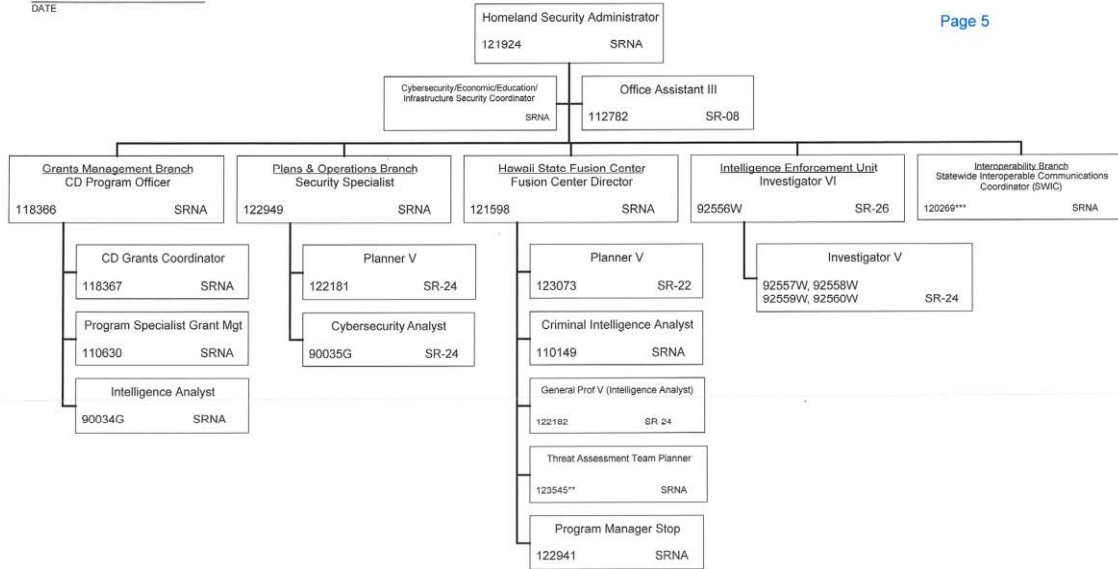 DATE
Page 5
Homeland Security Administrator
121924 SRNA
Cybersecurity/Economic/Education/
Infrastructure Security Coordinator
SRNA
Office Assistant III
112782 SR-08
Grants Management Branch
CD Program Officer
118366 SRNA
CD Grants Coordinator
118367 SRNA
Program Specialist Grant Mgt
110630 SRNA
Intelligence Analyst
90034G SRNA
Plans & Operations Branch
Security Specialist
122949 SRNA
Planner V
122181 SR-24
Cybersecurity Analyst
90035G SR-24
Hawaii State Fusion Center
Fusion Center Director
121598 SRNA
Planner V
123073 SR-22
Criminal Intelligence Analyst
110149 SRNA
General Prof V (Intelligence Analyst)
122182 SR 24
Threat Assessment Team Planner
123545** SRNA
Program Manager Stop
122941 SRNA
Intelligence Enforcement Unit
Investigator VI
92556W SR-26
Investigator V
92557W, 92558W
92559W, 92560W SR-24
Interoperability Branch
Statewide Interoperable Communications
Coordinator (SWIC)
120269*** SRNA